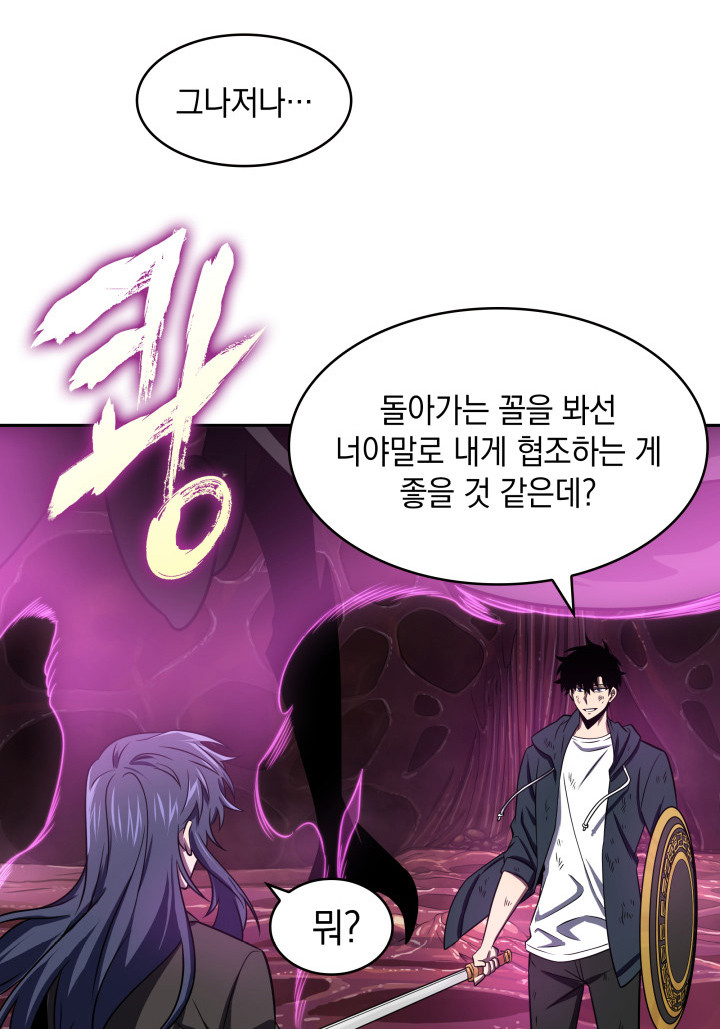 그나저나…
쾅
돌아가는 꼴을 봐선
너야말로 내게 협조하는 게
좋을 것 같은데?
뭐?